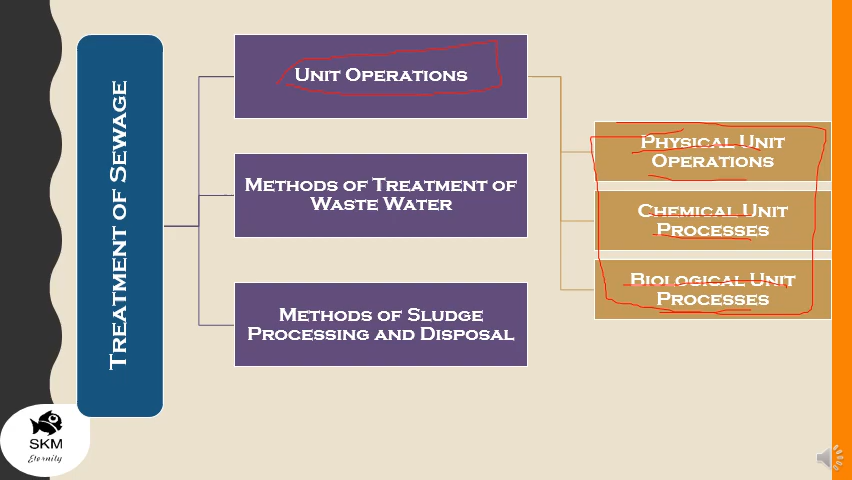 Treatment of Sewage
Unit Operations
Methods of Treatment of
Waste Water
Methods of Sludge
Processing and Disposal
Physical Unit
Operations
Chemical Unit
Processes
Biological Unit
Processes
SKM
Eternity